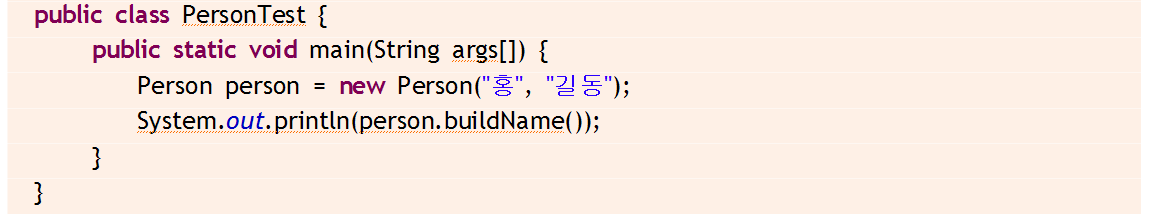 public class PersonTest {
public static void main(String args[]) {
Person person = new Person("홍", "길동");
System.out.println(person.buildName());
}
}